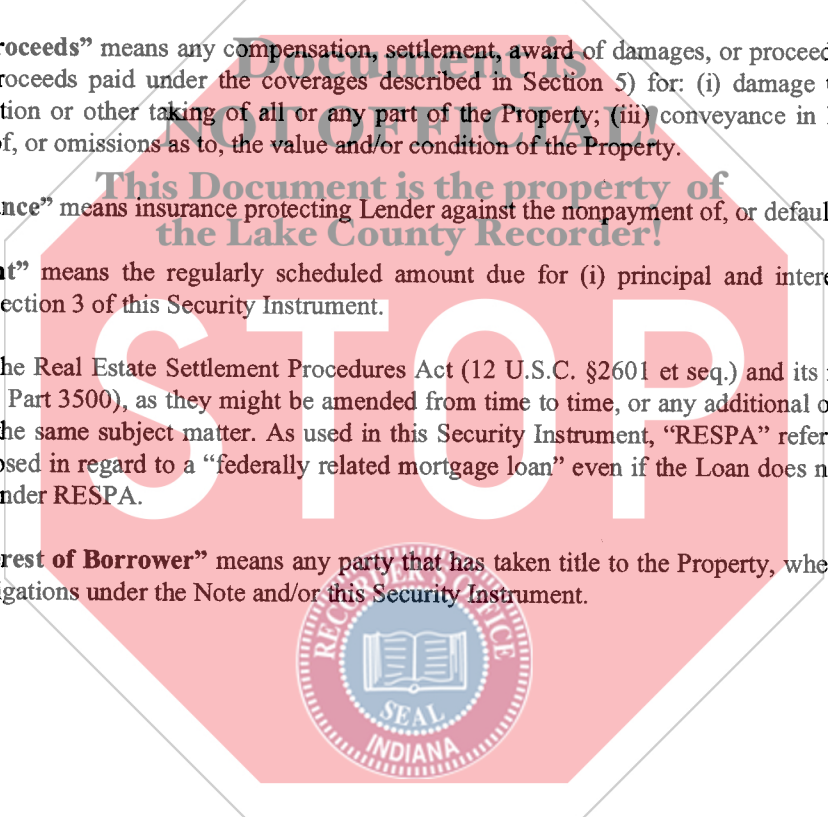 roceeds” means any compensation, settlement, award of damages, or proceed
Document is
roceeds paid under the coverages described in Section 5) for: (i) damage
tion or other taking of all or any part of the Property; (iii) conveyance in
NOT OFFICIAL!
f, or omissions as to, the value and/or condition of the Property.
This Document is the property of
nce” means insurance protecting Lender against the nonpayment of, or defaul
the Lake County Recorder!
nt” means the regularly scheduled amount due for (i) principal and intere
ection 3 of this Security Instrument.
STOP
he Real Estate Settlement Procedures Act (12 U.S.C. §2601 et seq.) and its
Part 3500), as they might be amended from time to time, or any additional o
he same subject matter. As used in this Security Instrument, “RESPA” refer
osed in regard to a “federally related mortgage loan” even if the Loan does n
nder RESPA.
rest of Borrower” means any party that has taken title to the Property, whe
igations under the Note and/or this Security Instrument.
RECORDER'S OFFICE
SEAL
INDIANA